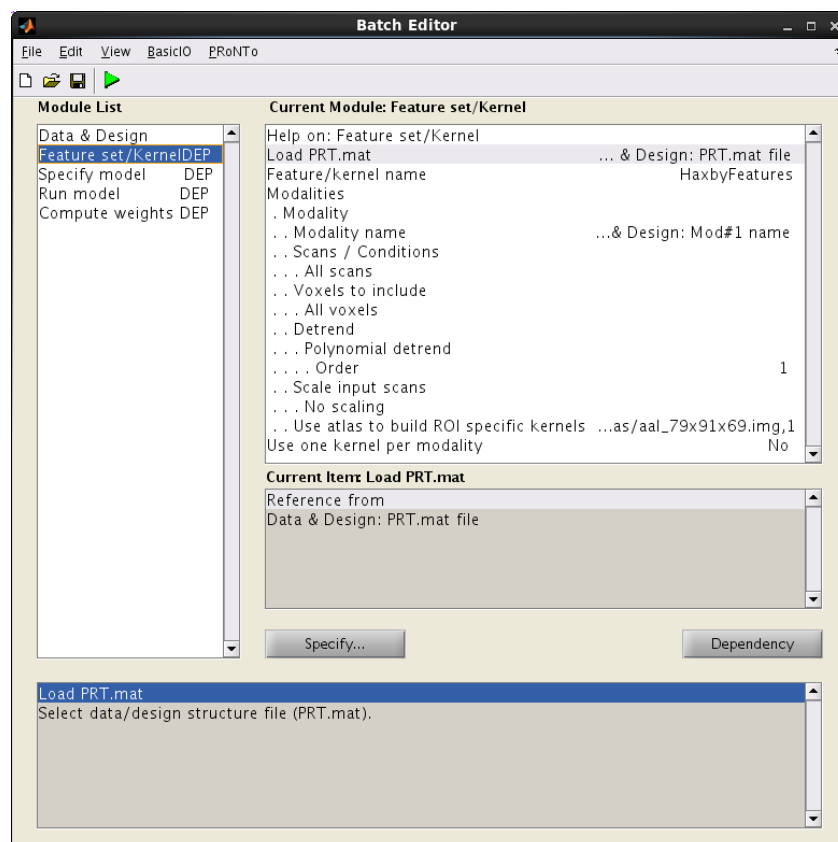 Batch Editor
File Edit View BasicIO PRoNTo
Module List
Data & Design
Feature set/KernelDEP
Specify model DEP
Run model DEP
Compute weights DEP
Current Module: Feature set/Kernel
Help on: Feature set/Kernel
Load PRT.mat ... & Design: PRT.mat file
Feature/kernel name HaxbyFeatures
Modalities
. Modality
. . Modality name ...& Design: Mod#1 name
. . Scans / Conditions
. . . All scans
. . Voxels to include
. . . All voxels
. . Detrend
. . . Polynomial detrend
. . . . Order 1
. . Scale input scans
. . . No scaling
. . Use atlas to build ROI specific kernels ...as/aal_79x91x69.img,1
Use one kernel per modality No
Current Item: Load PRT.mat
Reference from
Data & Design: PRT.mat file
Specify... Dependency
Load PRT.mat
Select data/design structure file (PRT.mat).